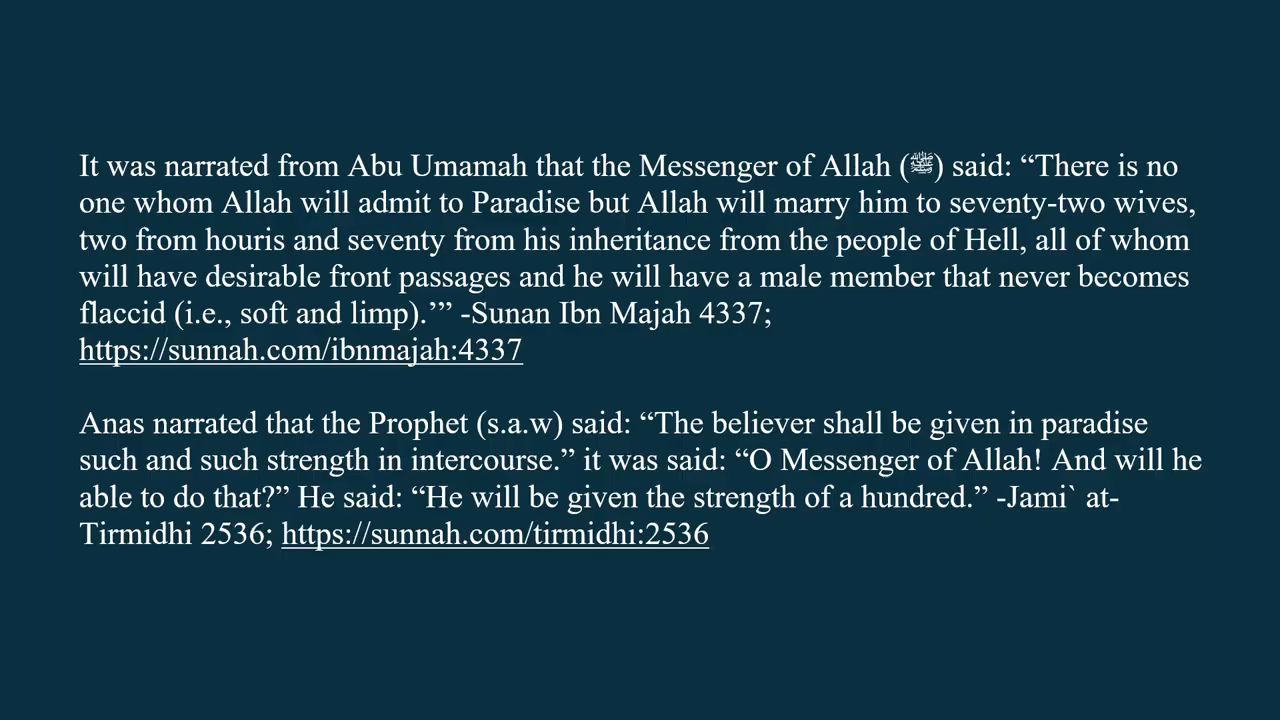 It was narrated from Abu Umamah that the Messenger of Allah (ﷺ) said: “There is no
one whom Allah will admit to Paradise but Allah will marry him to seventy-two wives,
two from houris and seventy from his inheritance from the people of Hell, all of whom
will have desirable front passages and he will have a male member that never becomes
flaccid (i.e., soft and limp).’” -Sunan Ibn Majah 4337;
https://sunnah.com/ibnmajah:4337
Anas narrated that the Prophet (s.a.w) said: “The believer shall be given in paradise
such and such strength in intercourse.” it was said: “O Messenger of Allah! And will he
able to do that?” He said: “He will be given the strength of a hundred.” -Jami` at-
Tirmidhi 2536; https://sunnah.com/tirmidhi:2536